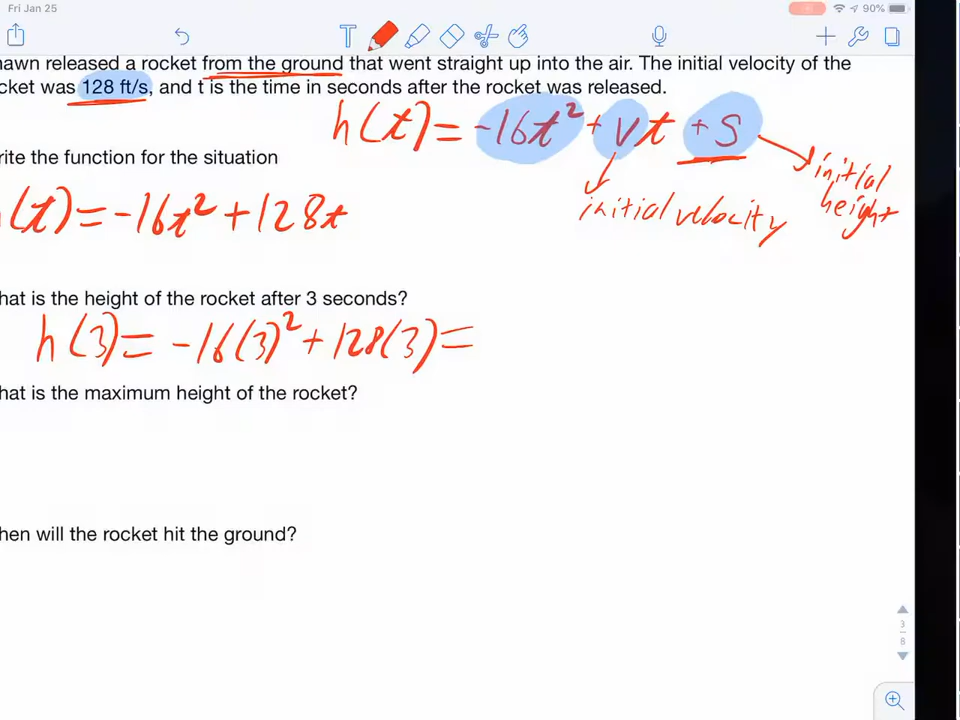 Fri Jan 25
90%
T
awn released a rocket from the ground that went straight up into the air. The initial velocity of the
cket was 128 ft/s, and t is the time in seconds after the rocket was released.
h(t) = -16t² + vt + s
rite the function for the situation
initial height
(t) = -16t² + 128t
initial velocity
hat is the height of the rocket after 3 seconds?
h(3) = -16(3)² + 128(3) =
hat is the maximum height of the rocket?
hen will the rocket hit the ground?
3
8